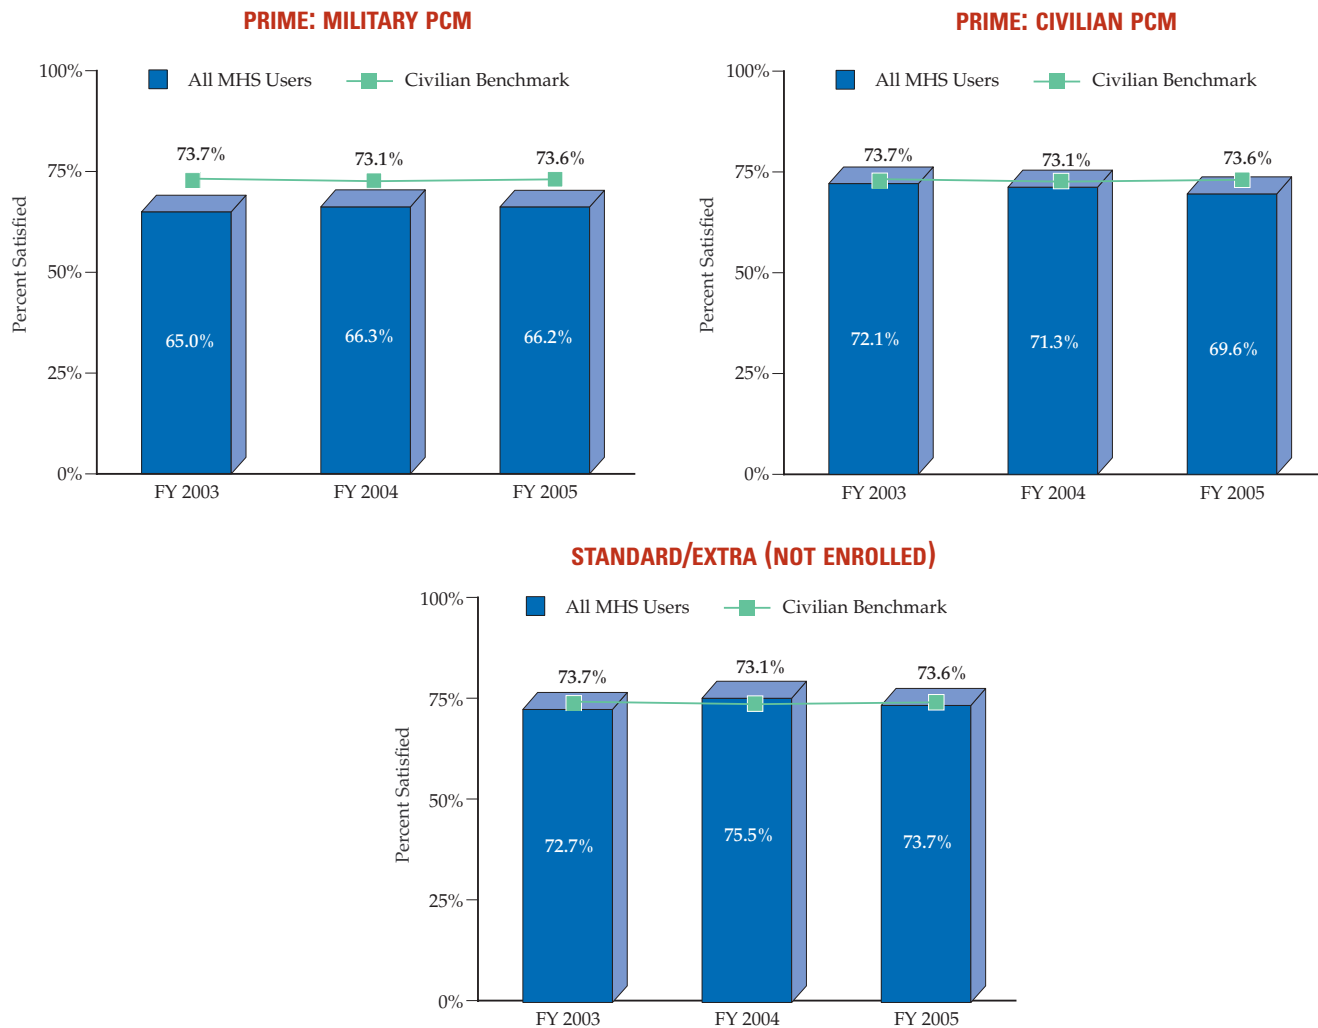 PRIME: MILITARY PCM
100%
All MHS Users
Civilian Benchmark
75%
50%
25%
0%
Percent Satisfied
73.7%
73.1%
73.6%
65.0%
66.3%
66.2%
FY 2003
FY 2004
FY 2005
PRIME: CIVILIAN PCM
100%
All MHS Users
Civilian Benchmark
75%
50%
25%
0%
Percent Satisfied
73.7%
73.1%
73.6%
72.1%
71.3%
69.6%
FY 2003
FY 2004
FY 2005
STANDARD/EXTRA (NOT ENROLLED)
100%
All MHS Users
Civilian Benchmark
75%
50%
25%
0%
Percent Satisfied
73.7%
73.1%
73.6%
72.7%
75.5%
73.7%
FY 2003
FY 2004
FY 2005